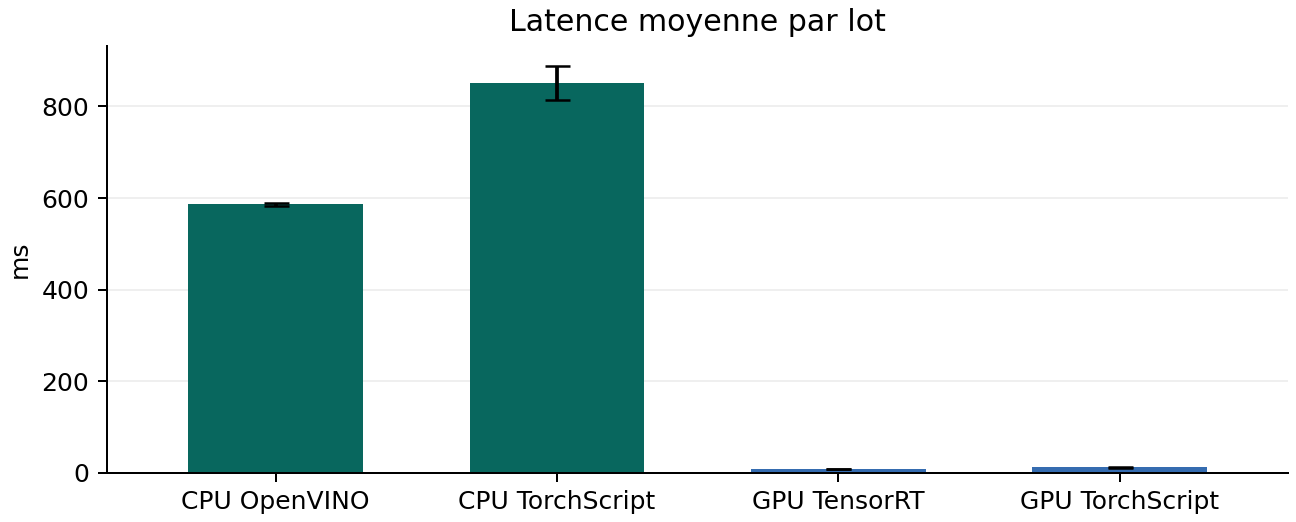 Latence moyenne par lot
ms
800
600
400
200
0
CPU OpenVINO
CPU TorchScript
GPU TensorRT
GPU TorchScript